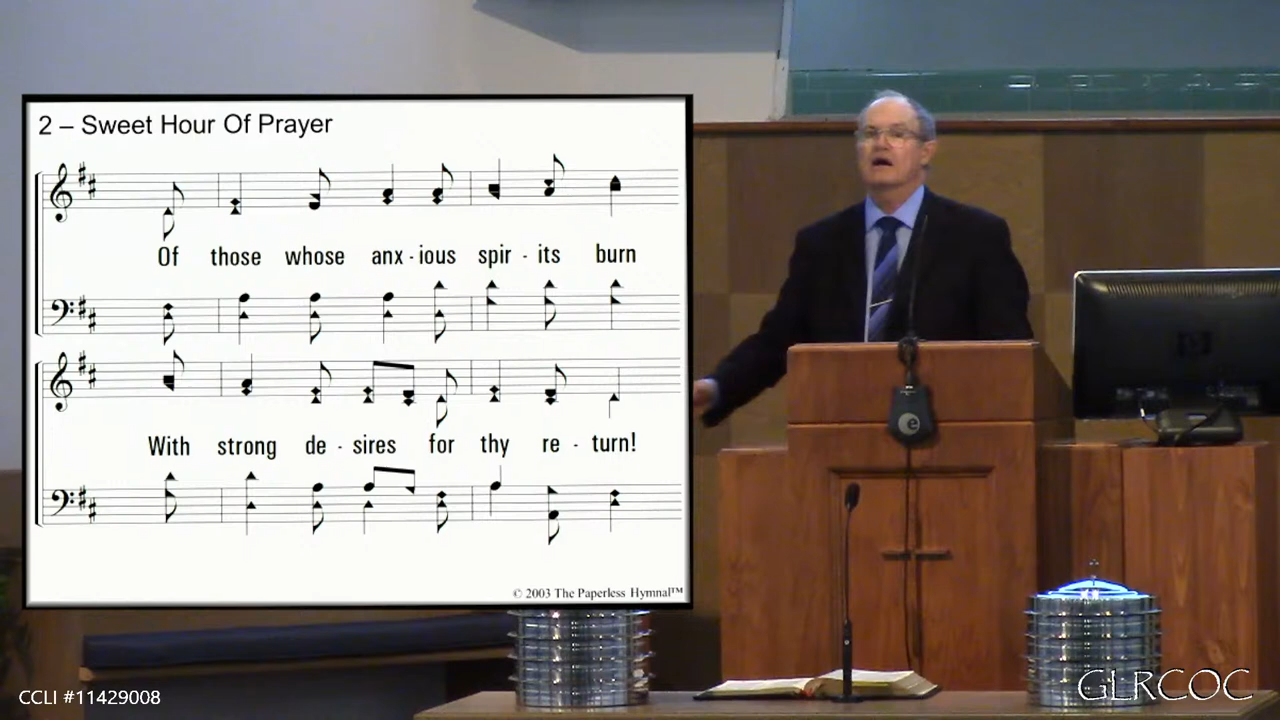 2 – Sweet Hour Of Prayer
Of those whose anx - ious spir - its burn
With strong de - sires for thy re - turn!
© 2003 The Paperless Hymnal™
e
CCLI #11429008
GLRCOC